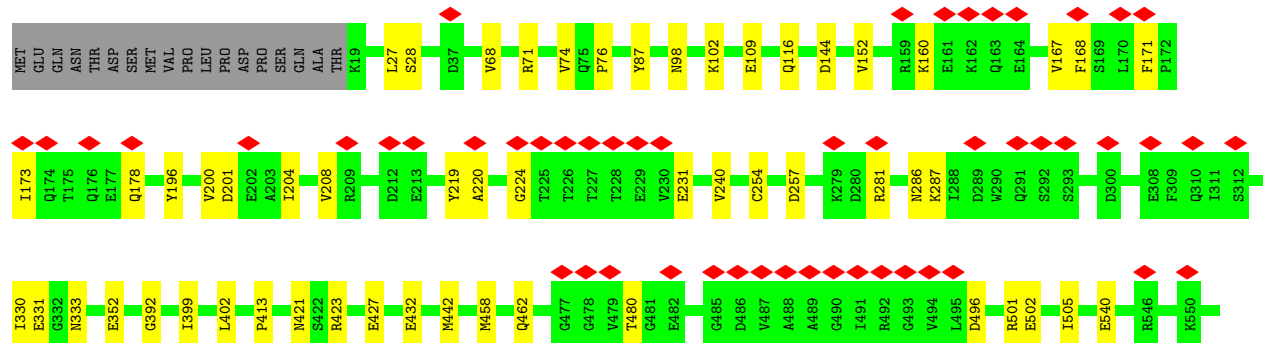 MET GLU GLN ASN THR ASP SER MET VAL PRO LEU PRO ASP PRO SER GLN ALA THR K19 L27 S28 D37 V68 R71 V74 Q75 P76 Y87 N98 K102 E109 Q116 D144 V152 R159 K160 E161 K162 Q163 E164 V167 F168 S169 L170 F171 P172
I173 Q174 T175 Q176 E177 Q178 Y196 V200 D201 E202 A203 I204 V208 R209 D212 E213 Y219 A220 G224 T225 T226 T227 T228 E229 V230 E231 V240 C254 D257 K279 D280 R281 N286 K287 I288 D289 W290 Q291 S292 S293 D300 E308 F309 Q310 I311 S312
I330 E331 G332 N333 E352 G392 I399 L402 P413 N421 S422 R423 E427 E432 M442 M458 Q462 G477 G478 V479 T480 G481 E482 G485 D486 V487 A488 A489 G490 I491 R492 G493 V494 L495 D496 R501 E502 I505 E540 R546 K550